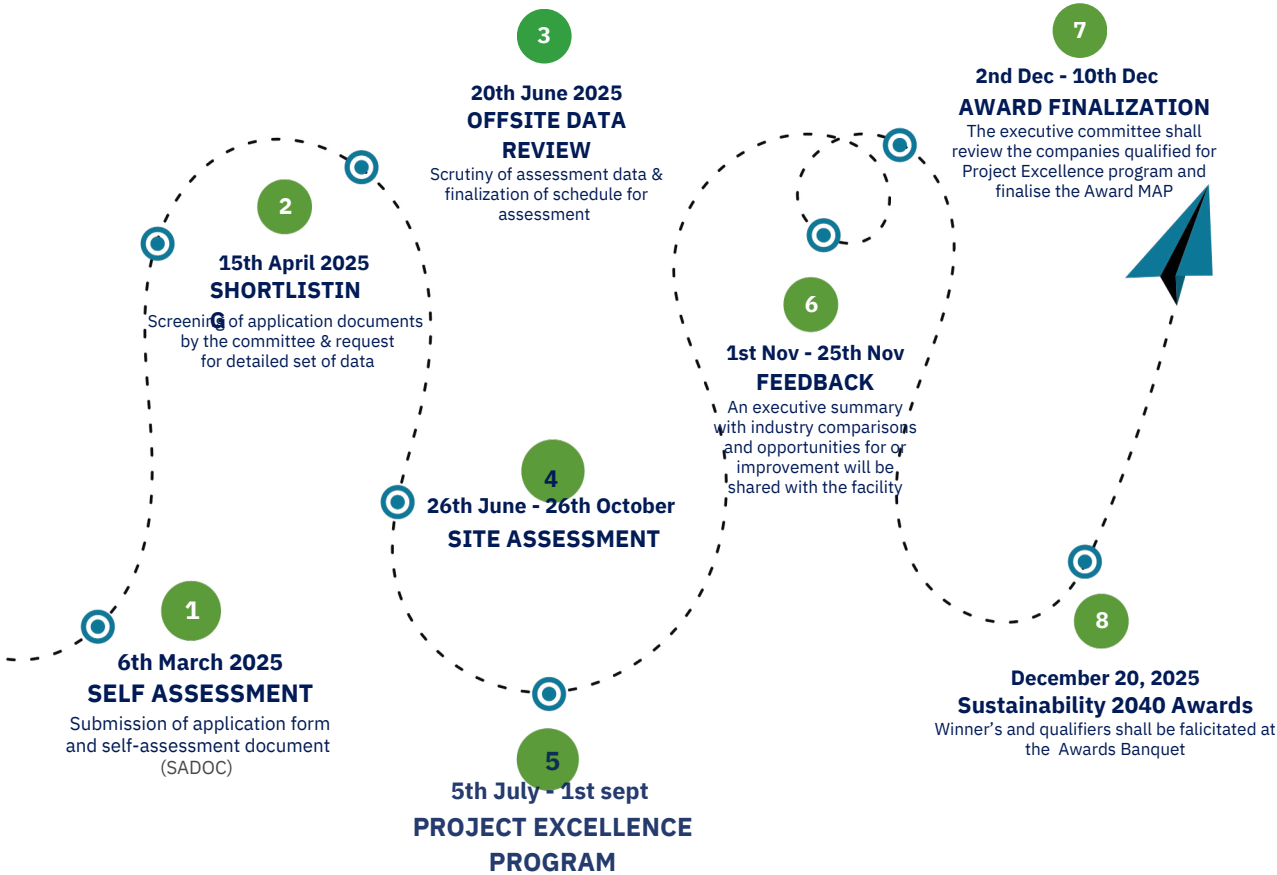 1
6th March 2025
SELF ASSESSMENT
Submission of application form
and self-assessment document
(SADOC)
2
15th April 2025
SHORTLISTIN
G
Screening of application documents
by the committee & request
for detailed set of data
3
20th June 2025
OFFSITE DATA
REVIEW
Scrutiny of assessment data &
finalization of schedule for
assessment
4
26th June - 26th October
SITE ASSESSMENT
5
5th July - 1st sept
PROJECT EXCELLENCE
PROGRAM
6
1st Nov - 25th Nov
FEEDBACK
An executive summary
with industry comparisons
and opportunities for or
improvement will be
shared with the facility
7
2nd Dec - 10th Dec
AWARD FINALIZATION
The executive committee shall
review the companies qualified for
Project Excellence program and
finalise the Award MAP
8
December 20, 2025
Sustainability 2040 Awards
Winner's and qualifiers shall be falicitated at
the Awards Banquet